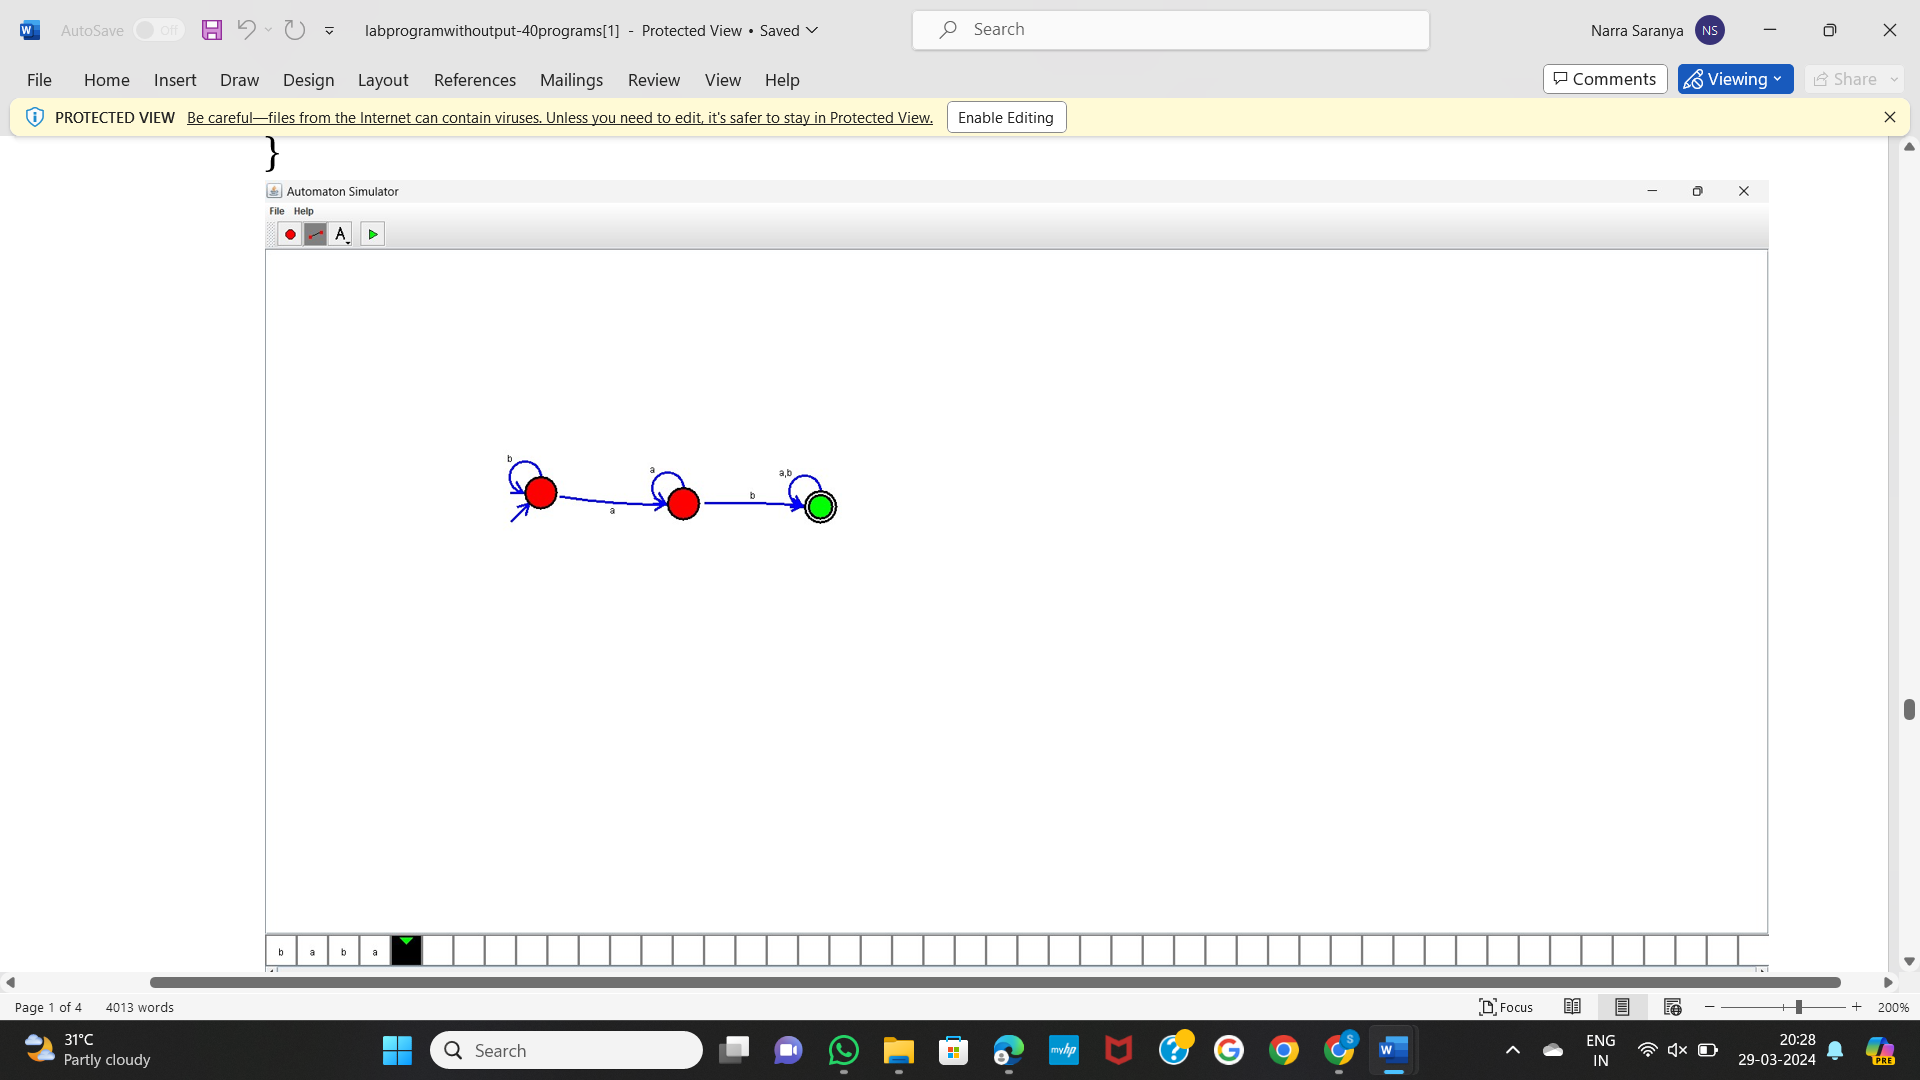 AutoSave Off labprogramwithoutput-40programs[1] - Protected View • Saved Search Narra Saranya NS
File Home Insert Draw Design Layout References Mailings Review View Help Comments Viewing Share
PROTECTED VIEW Be careful—files from the Internet can contain viruses. Unless you need to edit, it's safer to stay in Protected View. Enable Editing
}
Automaton Simulator
File Help
A
b a a,b
a b
b a b a
Page 1 of 4 4013 words Focus 200%
31°C
Partly cloudy
Search
myhp
S
W
ENG
IN
20:28
29-03-2024
PRE